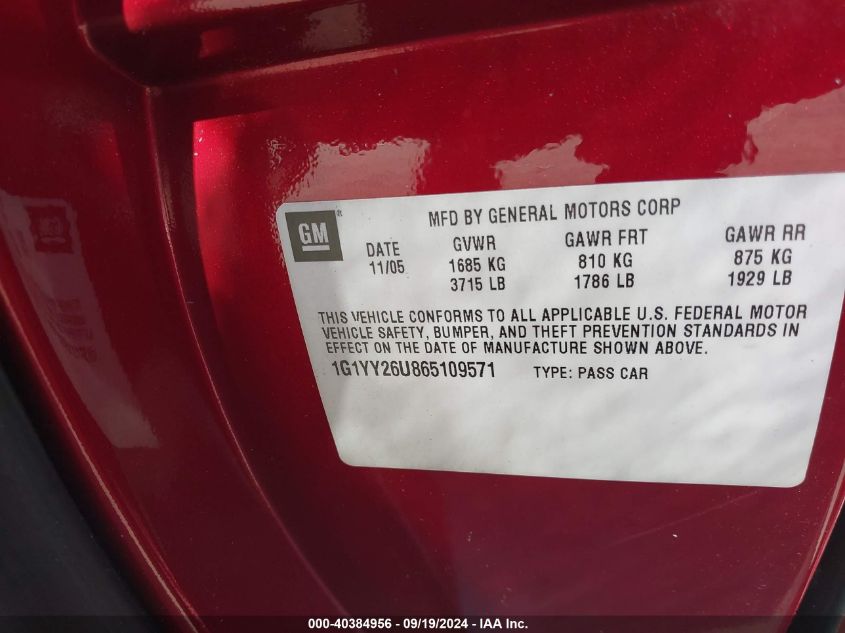 MFD BY GENERAL MOTORS CORP
GM®
DATE GVWR GAWR FRT GAWR RR
11/05 1685 KG 810 KG 875 KG
3715 LB 1786 LB 1929 LB
THIS VEHICLE CONFORMS TO ALL APPLICABLE U.S. FEDERAL MOTOR
VEHICLE SAFETY, BUMPER, AND THEFT PREVENTION STANDARDS IN
EFFECT ON THE DATE OF MANUFACTURE SHOWN ABOVE.
1G1YY26U865109571 TYPE: PASS CAR
000-40384956 - 09/19/2024 - IAA Inc.